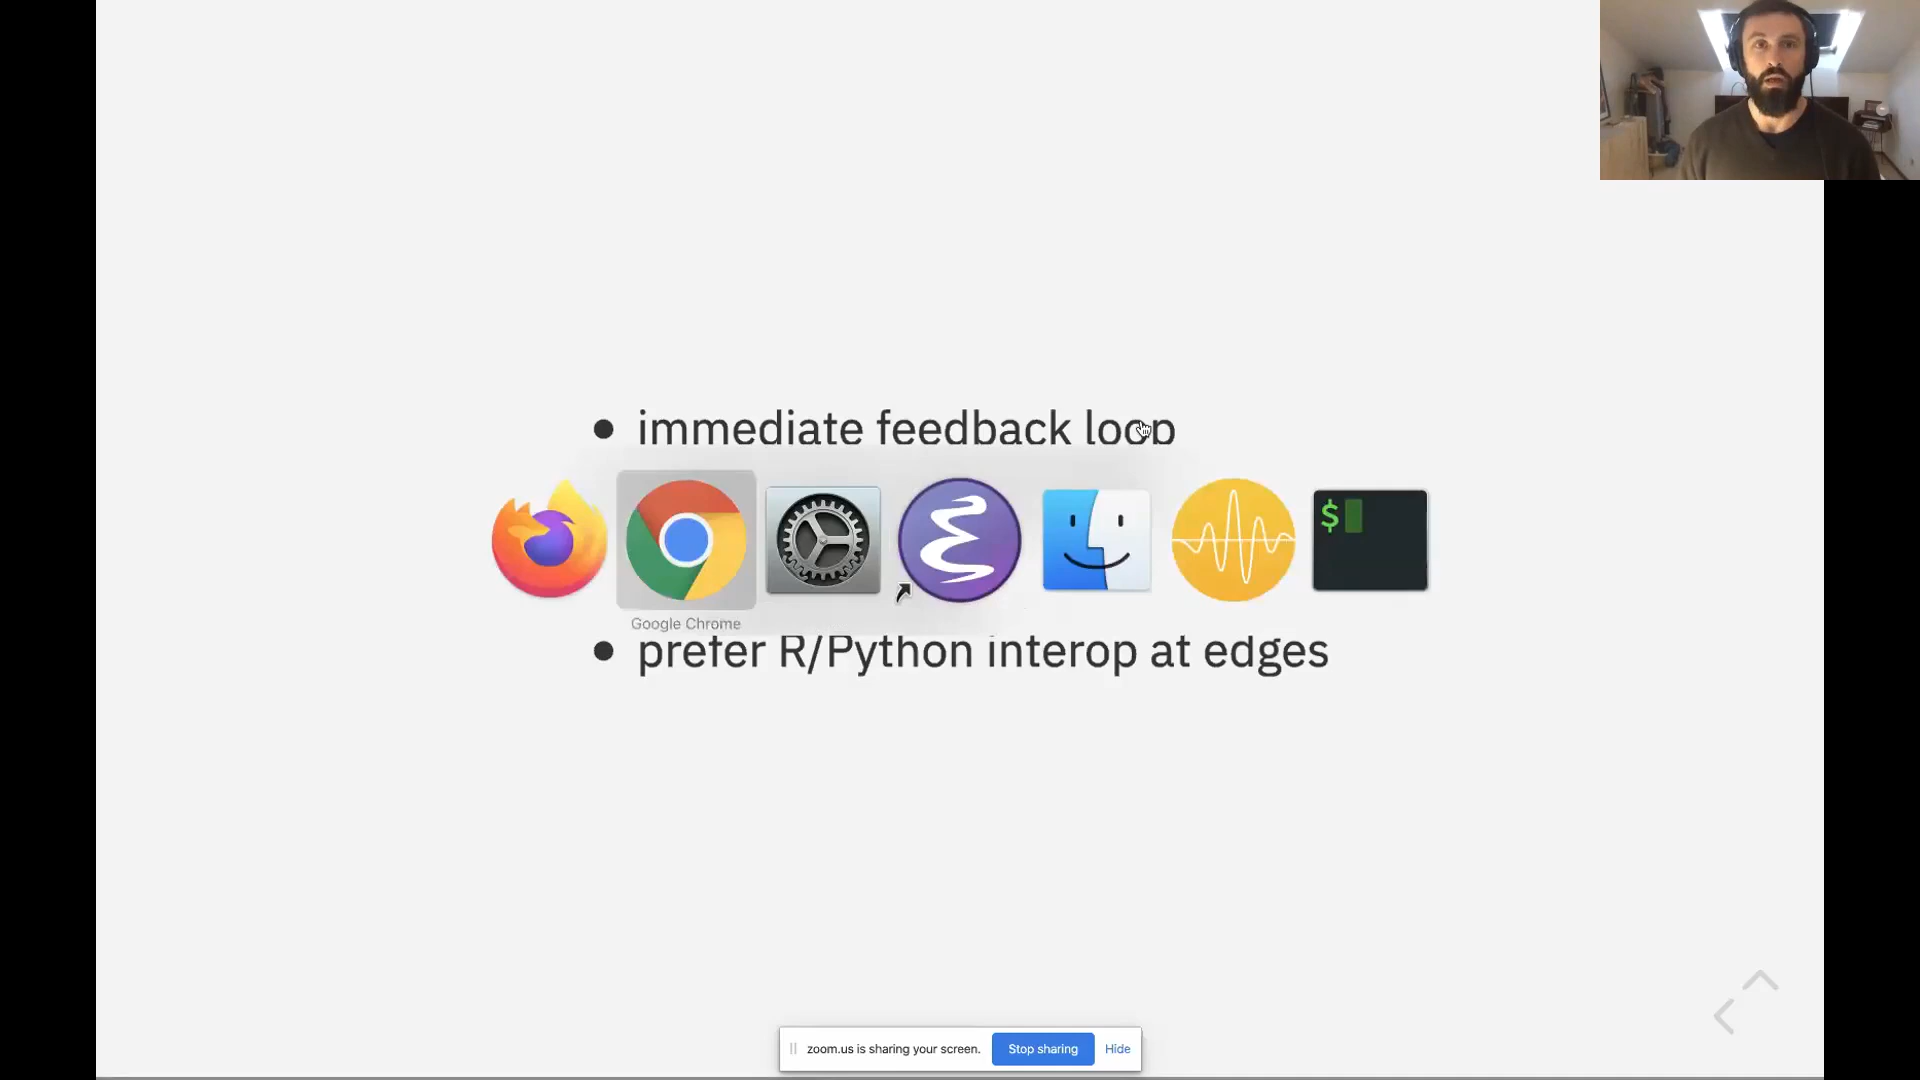 immediate feedback loop
$
Google Chrome
prefer R/Python interop at edges
zoom.us is sharing your screen. Stop sharing Hide